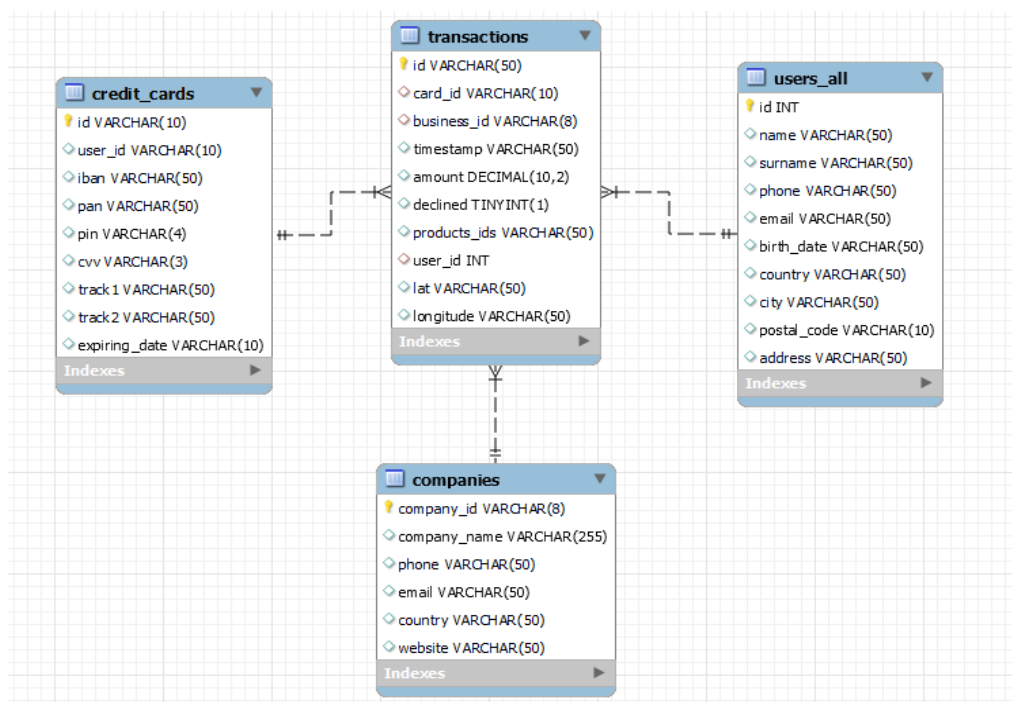 transactions
id VARCHAR(50)
card_id VARCHAR(10)
business_id VARCHAR(8)
timestamp VARCHAR(50)
amount DECIMAL(10,2)
declined TINYINT(1)
products_ids VARCHAR(50)
user_id INT
lat VARCHAR(50)
longitude VARCHAR(50)
Indexes
credit_cards
id VARCHAR(10)
user_id VARCHAR(10)
iban VARCHAR(50)
pan VARCHAR(50)
pin VARCHAR(4)
cvv VARCHAR(3)
track1 VARCHAR(50)
track2 VARCHAR(50)
expiring_date VARCHAR(10)
Indexes
users_all
id INT
name VARCHAR(50)
surname VARCHAR(50)
phone VARCHAR(50)
email VARCHAR(50)
birth_date VARCHAR(50)
country VARCHAR(50)
city VARCHAR(50)
postal_code VARCHAR(10)
address VARCHAR(50)
Indexes
companies
company_id VARCHAR(8)
company_name VARCHAR(255)
phone VARCHAR(50)
email VARCHAR(50)
country VARCHAR(50)
website VARCHAR(50)
Indexes